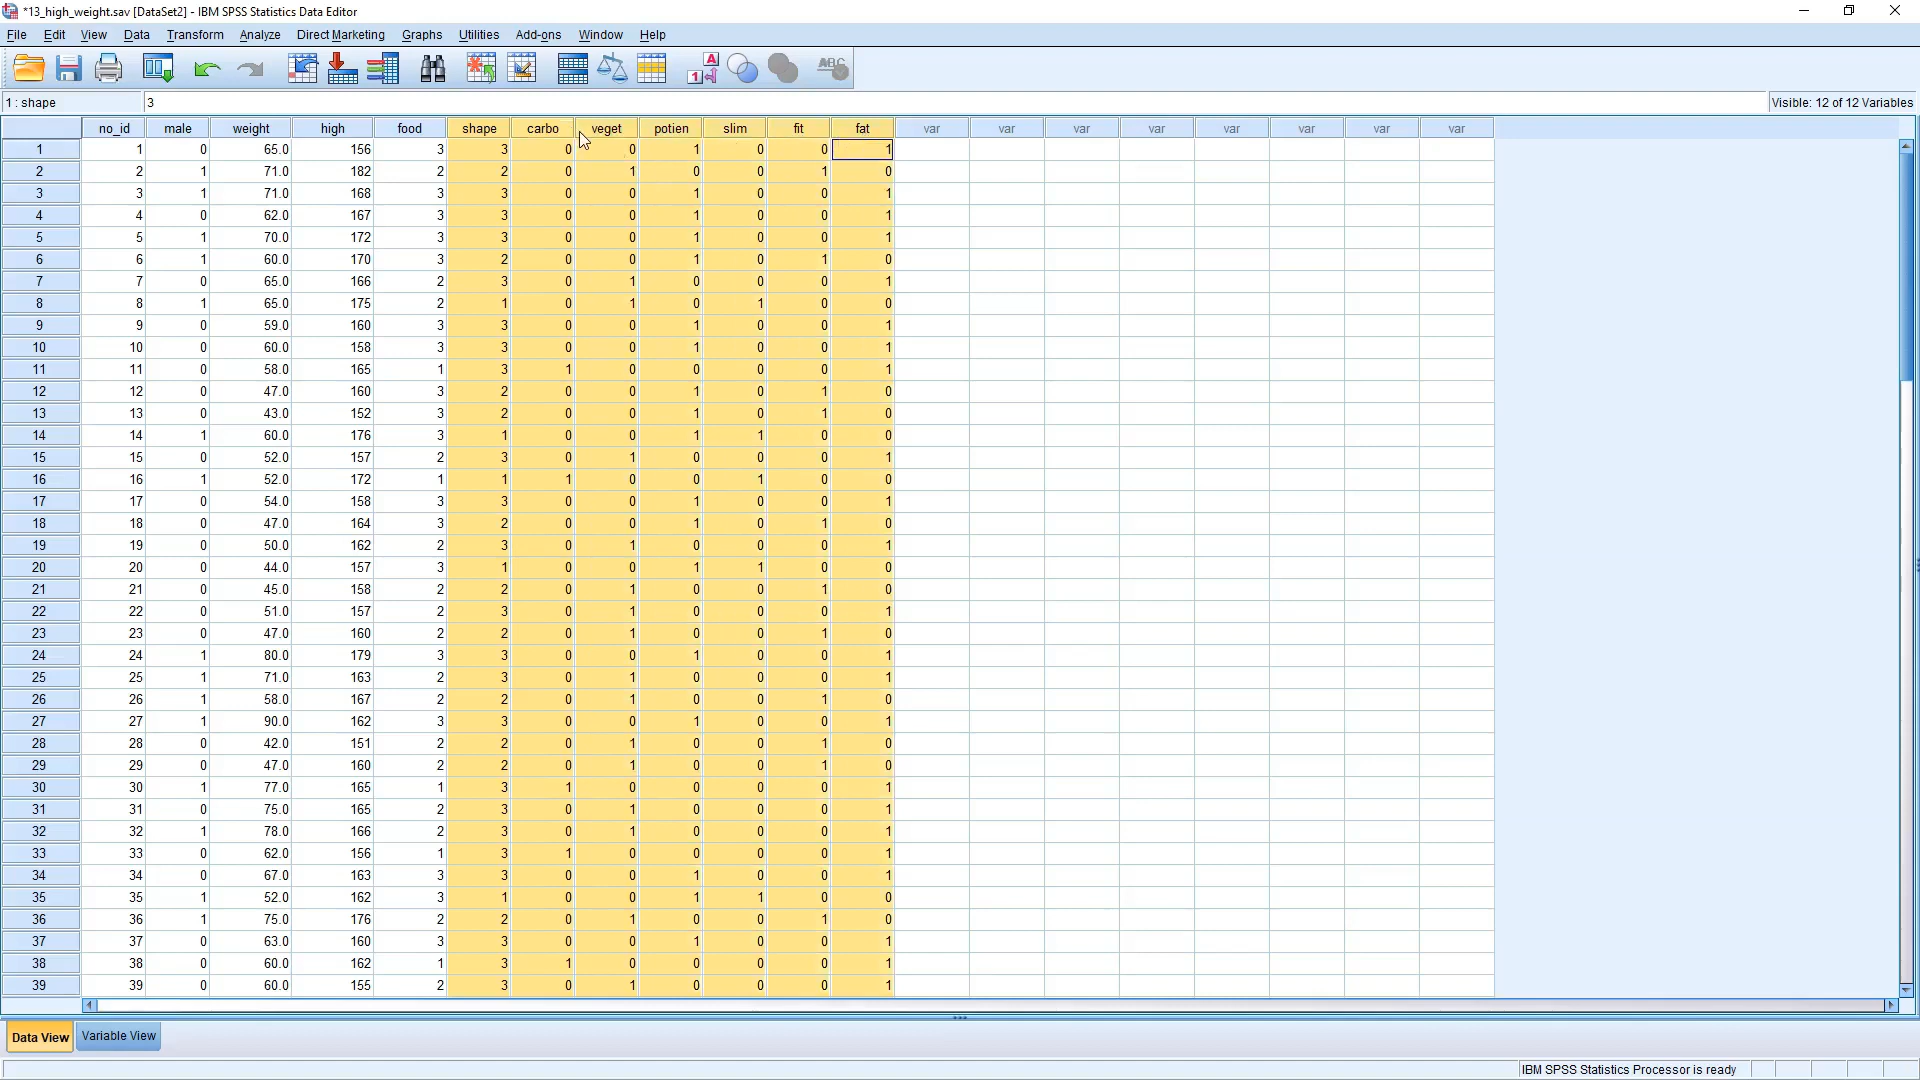 *13_high_weight.sav [DataSet2] - IBM SPSS Statistics Data Editor
File Edit View Data Transform Analyze Direct Marketing Graphs Utilities Add-ons Window Help
1 : shape 3 Visible: 12 of 12 Variables
no_id male weight high food shape carbo veget potien slim fit fat var var var var var var var var
1 1 0 65.0 156 3 3 0 0 1 0 0 1
2 2 1 71.0 182 2 2 0 1 0 0 1 0
3 3 1 71.0 168 3 3 0 0 1 0 0 1
4 4 0 62.0 167 3 3 0 0 1 0 0 1
5 5 1 70.0 172 3 3 0 0 1 0 0 1
6 6 1 60.0 170 3 2 0 0 1 0 1 0
7 7 0 65.0 166 2 3 0 1 0 0 0 1
8 8 1 65.0 175 2 1 0 1 0 1 0 0
9 9 0 59.0 160 3 3 0 0 1 0 0 1
10 10 0 60.0 158 3 3 0 0 1 0 0 1
11 11 0 58.0 165 1 3 1 0 0 0 0 1
12 12 0 47.0 160 3 2 0 0 1 0 1 0
13 13 0 43.0 152 3 2 0 0 1 0 1 0
14 14 1 60.0 176 3 1 0 0 1 1 0 0
15 15 0 52.0 157 2 3 0 1 0 0 0 1
16 16 1 52.0 172 1 1 1 0 0 1 0 0
17 17 0 54.0 158 3 3 0 0 1 0 0 1
18 18 0 47.0 164 3 2 0 0 1 0 1 0
19 19 0 50.0 162 2 3 0 1 0 0 0 1
20 20 0 44.0 157 3 1 0 0 1 1 0 0
21 21 0 45.0 158 2 2 0 1 0 0 1 0
22 22 0 51.0 157 2 3 0 1 0 0 0 1
23 23 0 47.0 160 2 2 0 1 0 0 1 0
24 24 1 80.0 179 3 3 0 0 1 0 0 1
25 25 1 71.0 163 2 3 0 1 0 0 0 1
26 26 1 58.0 167 2 2 0 1 0 0 1 0
27 27 1 90.0 162 3 3 0 0 1 0 0 1
28 28 0 42.0 151 2 2 0 1 0 0 1 0
29 29 0 47.0 160 2 2 0 1 0 0 1 0
30 30 1 77.0 165 1 3 1 0 0 0 0 1
31 31 0 75.0 165 2 3 0 1 0 0 0 1
32 32 1 78.0 166 2 3 0 1 0 0 0 1
33 33 0 62.0 156 1 3 1 0 0 0 0 1
34 34 0 67.0 163 3 3 0 0 1 0 0 1
35 35 1 52.0 162 3 1 0 0 1 1 0 0
36 36 1 75.0 176 2 2 0 1 0 0 1 0
37 37 0 63.0 160 3 3 0 0 1 0 0 1
38 38 0 60.0 162 1 3 1 0 0 0 0 1
39 39 0 60.0 155 2 3 0 1 0 0 0 1
Data View Variable View
IBM SPSS Statistics Processor is ready